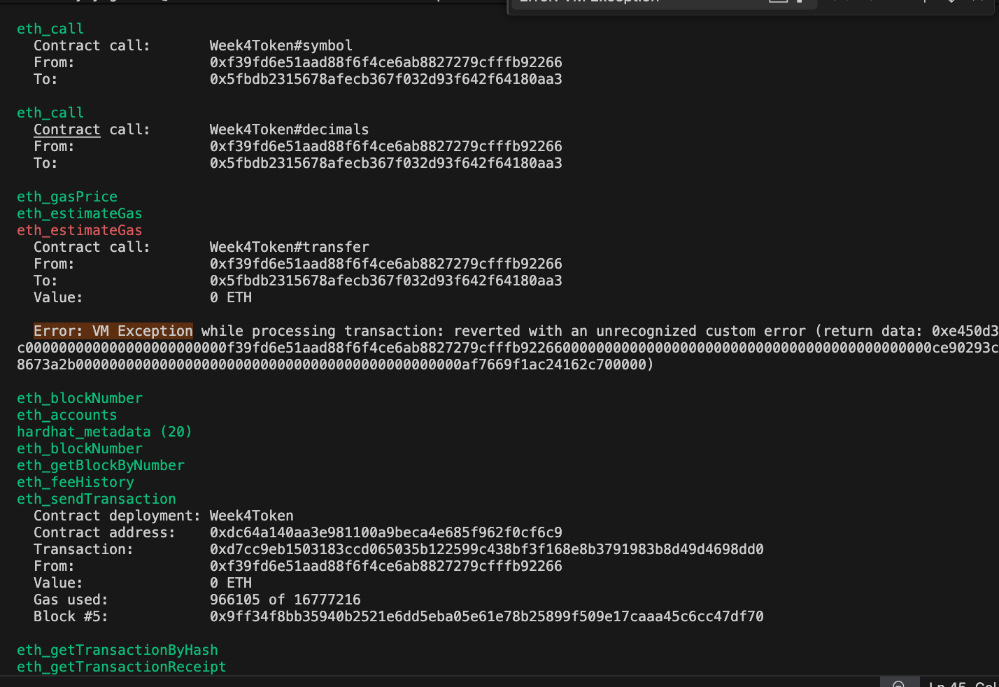 eth_call
Contract call: Week4Token#symbol
From: 0xf39fd6e51aad88f6f4ce6ab8827279cfffb92266
To: 0x5fbdb2315678afecb367f032d93f642f64180aa3
eth_call
Contract call: Week4Token#decimals
From: 0xf39fd6e51aad88f6f4ce6ab8827279cfffb92266
To: 0x5fbdb2315678afecb367f032d93f642f64180aa3
eth_gasPrice
eth_estimateGas
eth_estimateGas
Contract call: Week4Token#transfer
From: 0xf39fd6e51aad88f6f4ce6ab8827279cfffb92266
To: 0x5fbdb2315678afecb367f032d93f642f64180aa3
Value: 0 ETH
Error: VM Exception while processing transaction: reverted with an unrecognized custom error (return data: 0xe450d3
c000000000000000000000000f39fd6e51aad88f6f4ce6ab8827279cfffb9226600000000000000000000000000000000000000000000ce90293c
8673a2b0000000000000000000000000000000000000000000000af7669f1ac24162c700000)
eth_blockNumber
eth_accounts
hardhat_metadata (20)
eth_blockNumber
eth_getBlockByNumber
eth_feeHistory
eth_sendTransaction
Contract deployment: Week4Token
Contract address: 0xdc64a140aa3e981100a9beca4e685f962f0cf6c9
Transaction: 0xd7cc9eb1503183ccd065035b122599c438bf3f168e8b3791983b8d49d4698dd0
From: 0xf39fd6e51aad88f6f4ce6ab8827279cfffb92266
Value: 0 ETH
Gas used: 966105 of 16777216
Block #5: 0x9ff34f8bb35940b2521e6dd5eba05e61e78b25899f509e17caaa45c6cc47df70
eth_getTransactionByHash
eth_getTransactionReceipt